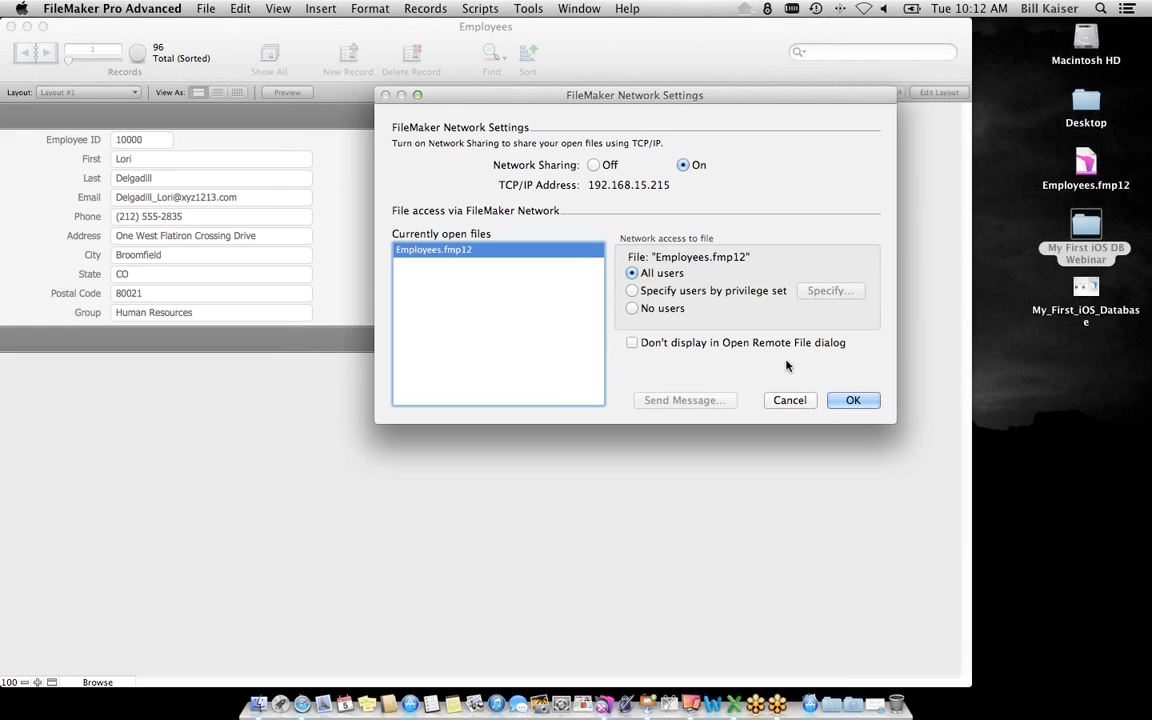 FileMaker Pro Advanced File Edit View Insert Format Records Scripts Tools Window Help Tue 10:12 AM Bill Kaiser
Employees
1
96
Total (Sorted)
Records Show All New Record Delete Record Find Sort
Layout: Layout #1 View As: Preview Edit Layout
FileMaker Network Settings
FileMaker Network Settings
Turn on Network Sharing to share your open files using TCP/IP.
Network Sharing: Off On
TCP/IP Address: 192.168.15.215
File access via FileMaker Network
Currently open files
Employees.fmp12
Network access to file
File: "Employees.fmp12"
All users
Specify users by privilege set Specify...
No users
Don't display in Open Remote File dialog
Send Message... Cancel OK
Employee ID 10000
First Lori
Last Delgadill
Email Delgadill_Lori@xyz1213.com
Phone (212) 555-2835
Address One West Flatiron Crossing Drive
City Broomfield
State CO
Postal Code 80021
Group Human Resources
Macintosh HD
Desktop
Employees.fmp12
My First iOS DB
Webinar
My_First_iOS_Databas
e
100 Browse